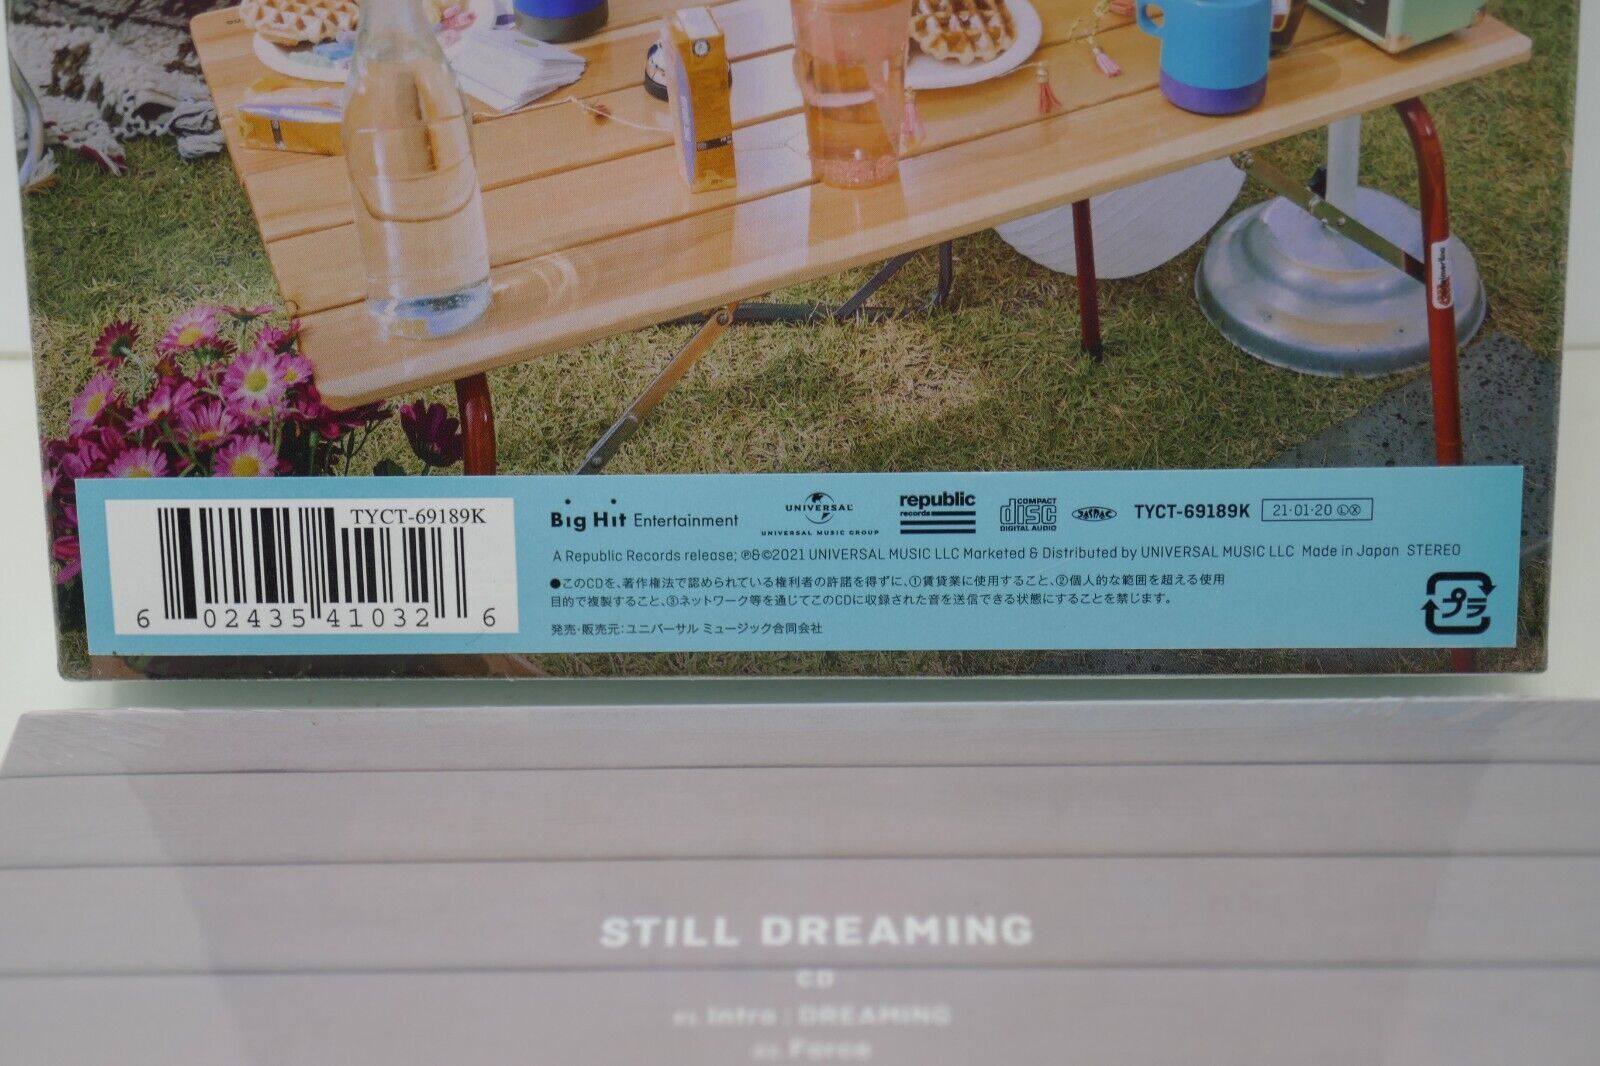 TYCT-69189K
6 02435 41032 6
Big Hit Entertainment
UNIVERSAL
UNIVERSAL MUSIC GROUP
republic
records
COMPACT
disc
DIGITAL AUDIO
JASRAC
TYCT-69189K
21·01·20 Ⓛ Ⓧ
A Republic Records release; ℗&©2021 UNIVERSAL MUSIC LLC Marketed & Distributed by UNIVERSAL MUSIC LLC Made in Japan STEREO
●このCDを、著作権法で認められている権利者の許諾を得ずに、①賃貸業に使用すること、②個人的な範囲を超える使用
目的で複製すること、③ネットワーク等を通じてこのCDに収録された音を送信できる状態にすることを禁じます。
発売・販売元：ユニバーサル ミュージック合同会社
プラ
STILL DREAMING
CD
01. Intro : DREAMING
02. Force